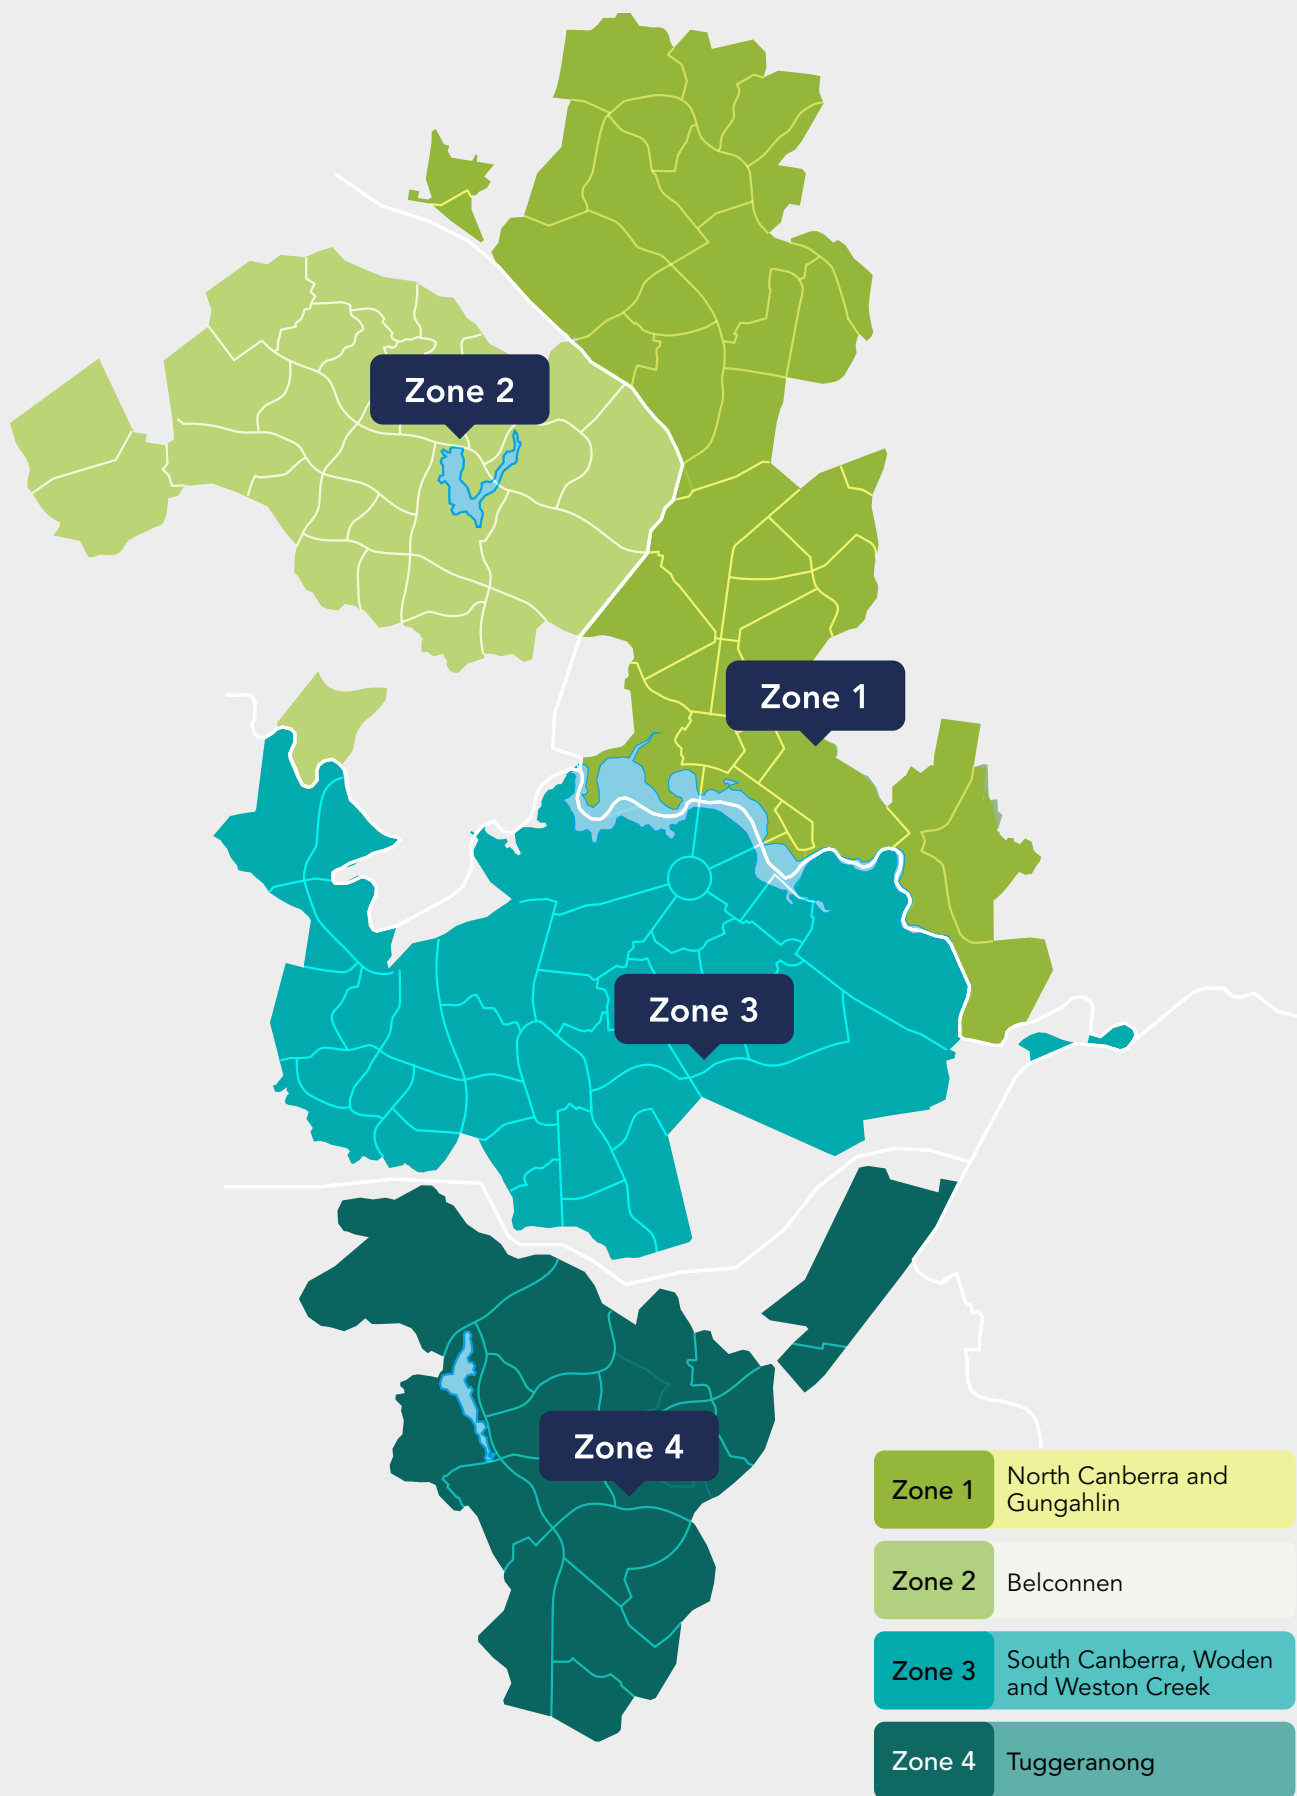 Zone 2
Zone 1
Zone 3
Zone 4
Zone 1
North Canberra and
Gungahlin
Zone 2
Belconnen
Zone 3
South Canberra, Woden
and Weston Creek
Zone 4
Tuggeranong